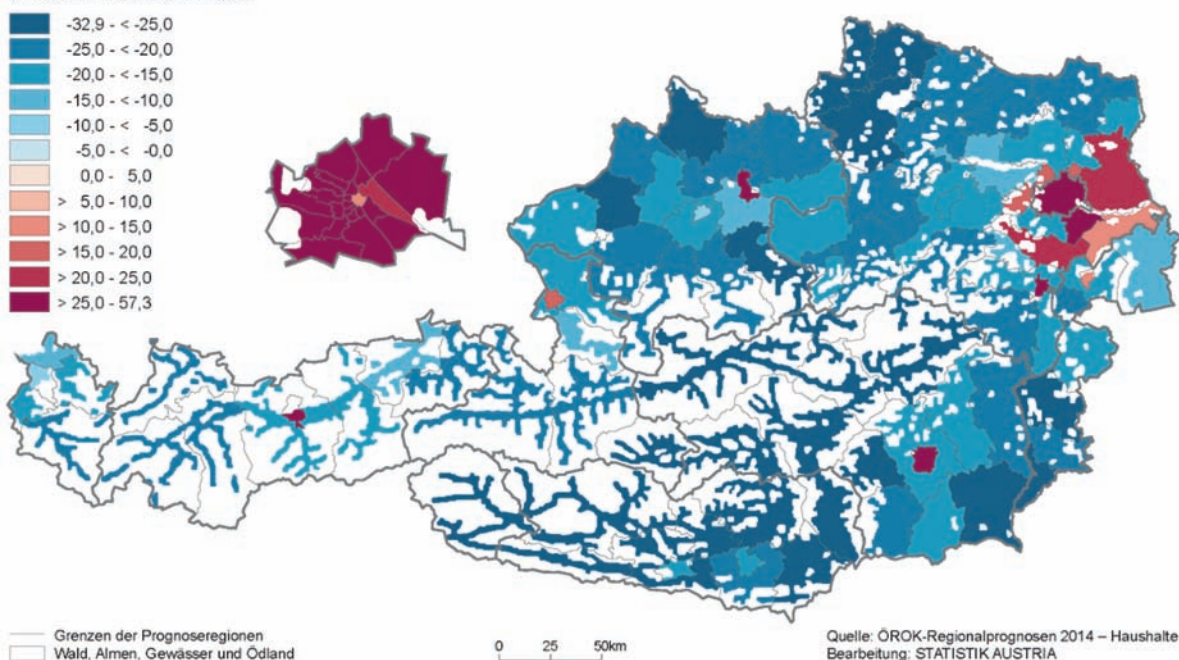 -32,9 - < -25,0
-25,0 - < -20,0
-20,0 - < -15,0
-15,0 - < -10,0
-10,0 - < -5,0
-5,0 - < -0,0
0,0 - 5,0
> 5,0 - 10,0
> 10,0 - 15,0
> 15,0 - 20,0
> 20,0 - 25,0
> 25,0 - 57,3
Grenzen der Prognoseregionen
Wald, Almen, Gewässer und Ödland
0 25 50km
Quelle: ÖROK-Regionalprognosen 2014 – Haushalte
Bearbeitung: STATISTIK AUSTRIA